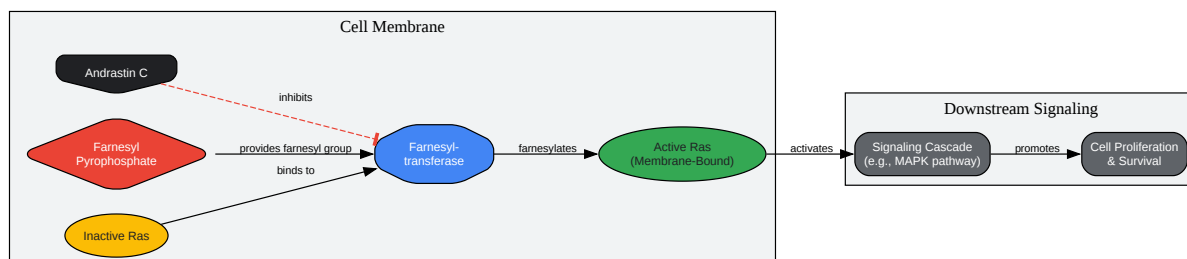 Cell Membrane
Andrastin C
inhibits
Farnesyl
Pyrophosphate
provides farnesyl group
binds to
Inactive Ras
Farnesyl-
transferase
farnesylates
Active Ras
(Membrane-Bound)
activates
Downstream Signaling
Signaling Cascade
(e.g., MAPK pathway)
promotes
Cell Proliferation
& Survival